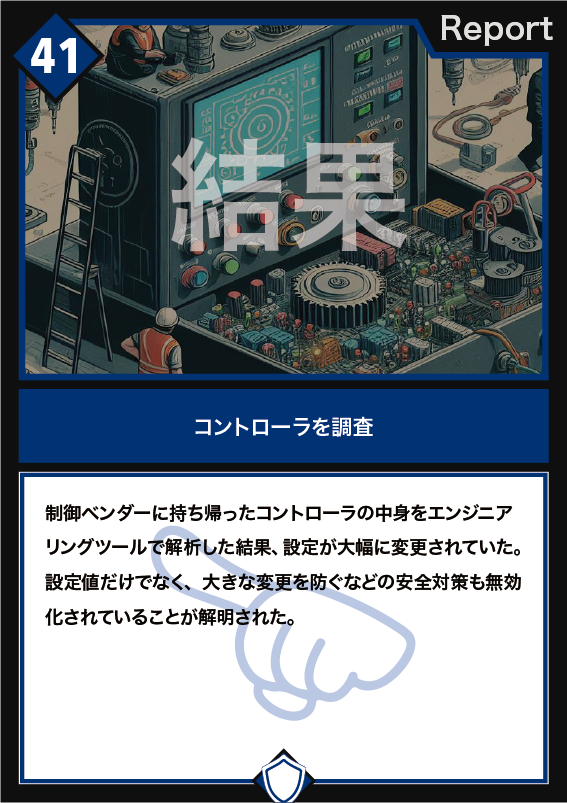 Report
41
結果
コントローラを調査
制御ベンダーに持ち帰ったコントローラの中身をエンジニア
リングツールで解析した結果、設定が大幅に変更されていた。
設定値だけでなく、大きな変更を防ぐなどの安全対策も無効
化されていることが解明された。